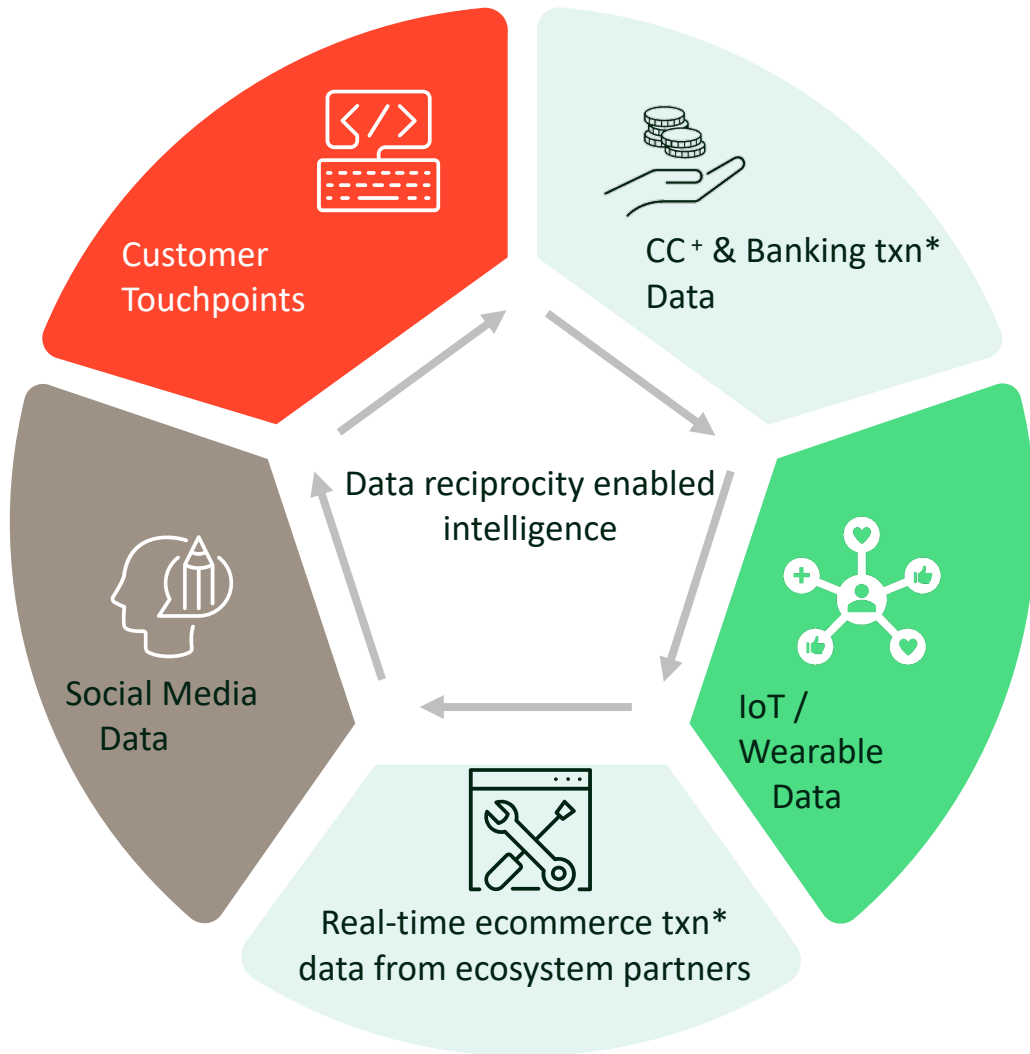 Customer
Touchpoints
CC⁺ & Banking txn*
Data
Data reciprocity enabled
intelligence
IoT /
Wearable
Data
Social Media
Data
Real-time ecommerce txn*
data from ecosystem partners